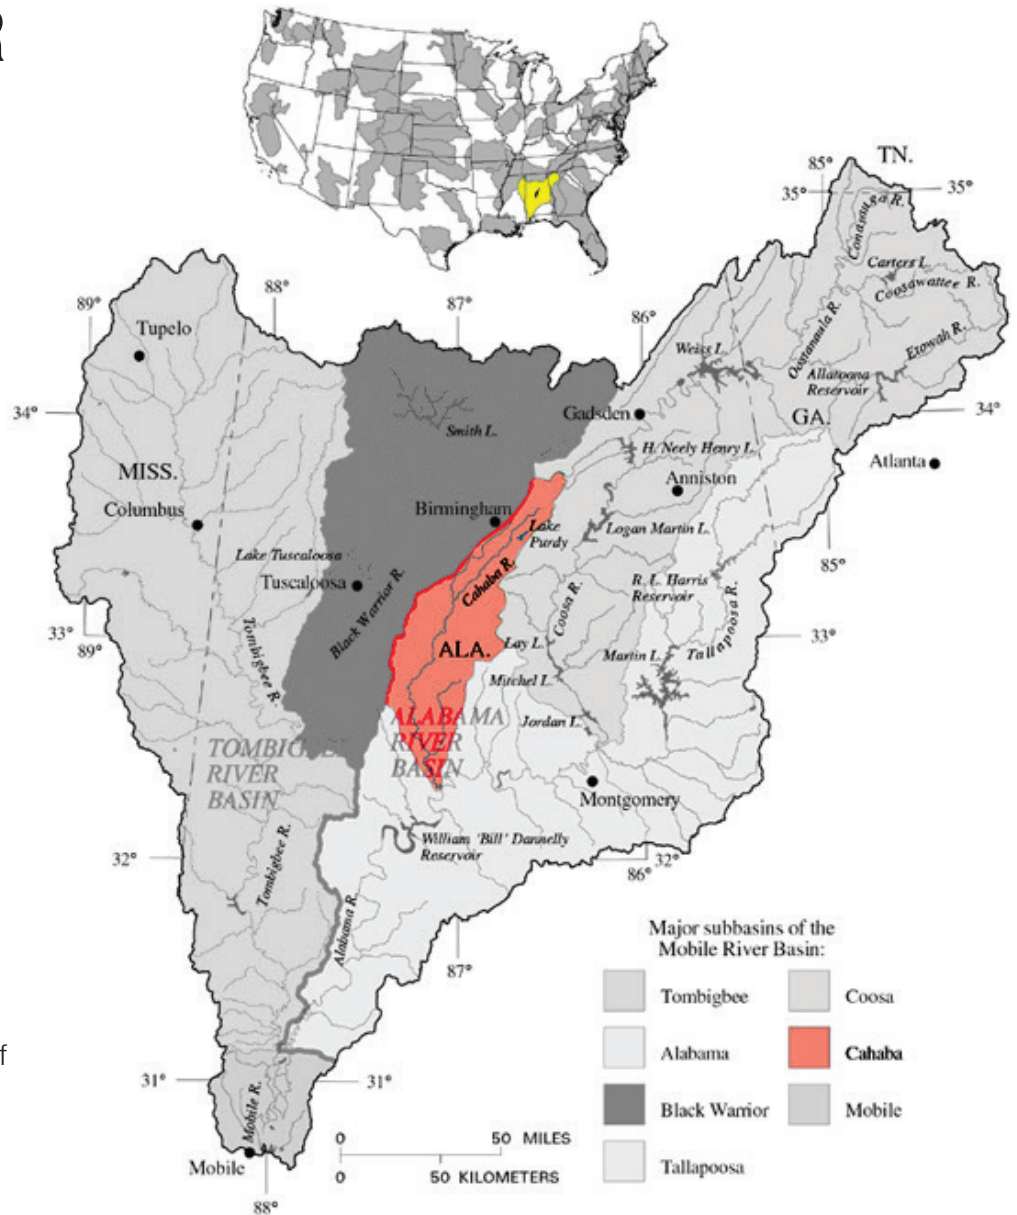 TN.
85°
35°
35°
Conasauga R.
Carters L.
Coosawattee R.
88°
89°
87°
86°
Tupelo
Oostanaula R.
Etowah R.
Weiss L.
Allatoona
Reservoir
34°
Gadsden
GA.
34°
Smith L.
H. Neely Henry L.
Atlanta
MISS.
Anniston
Columbus
Birmingham
Lake
Purdy
Logan Martin L.
Lake Tuscaloosa
Tuscaloosa
Black Warrior R.
Cahaba R.
Coosa R.
R. L. Harris
Reservoir
85°
Tallapoosa R.
33°
89°
33°
Tombigbee R.
ALA.
Lay L.
Martin L.
Mitchel L.
ALABAMA
RIVER
BASIN
Jordan L.
TOMBIGBEE
RIVER
BASIN
Montgomery
William 'Bill' Dannelly
Reservoir
32°
32°
86°
Tombigbee R.
Alabama R.
87°
Major subbasins of the
Mobile River Basin:
Tombigbee
Coosa
Alabama
Cahaba
Black Warrior
Mobile
Tallapoosa
f
31°
31°
Mobile R.
0 50 MILES
0 50 KILOMETERS
Mobile
88°